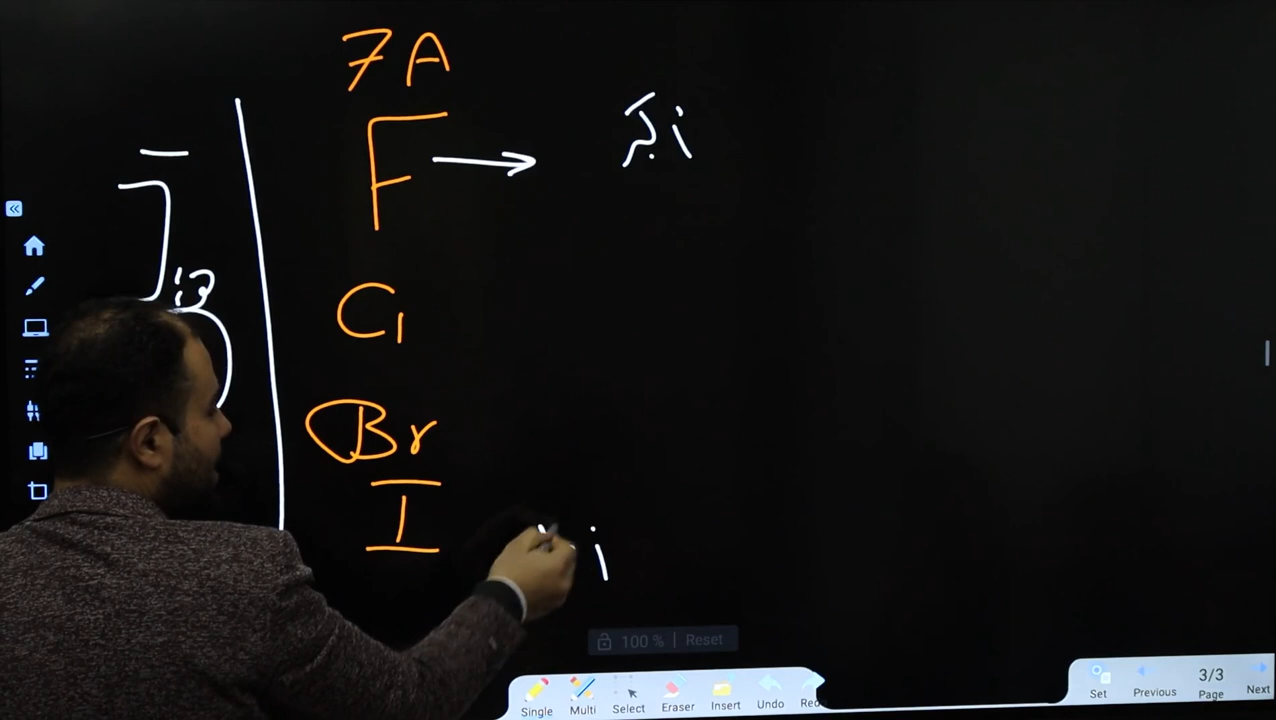 7A
F →
Cl
Br
I
100 % | Reset
Single Multi Select Eraser Insert Undo
Set Previous 3/3 Page Next